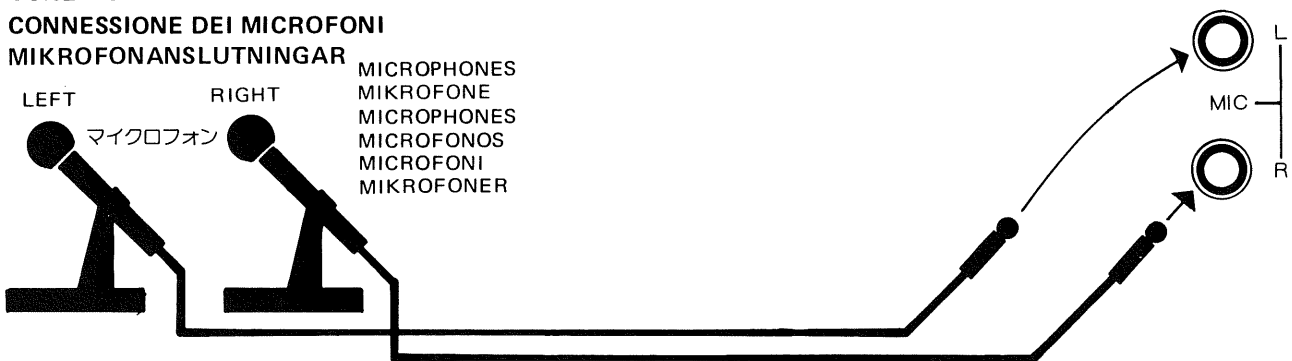 CONNESSIONE DEI MICROFONI
MIKROFONANSLUTNINGAR
LEFT
RIGHT
マイクロフォン
MICROPHONES
MIKROFONE
MICROPHONES
MICROFONOS
MICROFONI
MIKROFONER
L
MIC
R